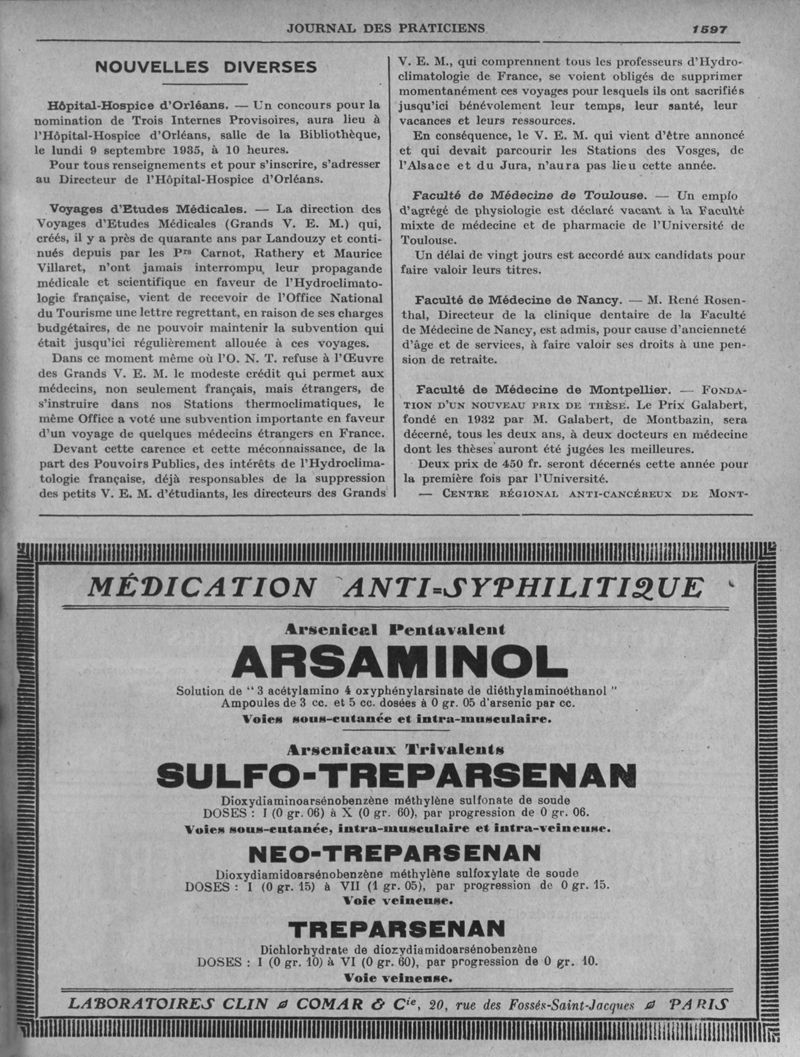 JOURNAL DES PRATICIENS 1597
NOUVELLES DIVERSES
Hôpital-Hospice d'Orléans. — Un concours pour la
nomination de Trois Internes Provisoires, aura lieu à
l'Hôpital-Hospice d'Orléans, salle de la Bibliothèque,
le lundi 9 septembre 1935, à 10 heures.
Pour tous renseignements et pour s'inscrire, s'adresser
au Directeur de l'Hôpital-Hospice d'Orléans.
Voyages d'Etudes Médicales. — La direction des
Voyages d'Etudes Médicales (Grands V. E. M.) qui,
créés, il y a près de quarante ans par Landouzy et conti-
nués depuis par les Prs Carnot, Rathery et Maurice
Villaret, n'ont jamais interrompu leur propagande
médicale et scientifique en faveur de l'Hydroclimato-
logie française, vient de recevoir de l'Office National
du Tourisme une lettre regrettant, en raison de ses charges
budgétaires, de ne pouvoir maintenir la subvention qui
était jusqu'ici régulièrement allouée à ces voyages.
Dans ce moment même où l'O. N. T. refuse à l'Œuvre
des Grands V. E. M. le modeste crédit qui permet aux
médecins, non seulement français, mais étrangers, de
s'instruire dans nos Stations thermoclimatiques, le
même Office a voté une subvention importante en faveur
d'un voyage de quelques médecins étrangers en France.
Devant cette carence et cette méconnaissance, de la
part des Pouvoirs Publics, des intérêts de l'Hydroclima-
tologie française, déjà responsables de la suppression
des petits V. E. M. d'étudiants, les directeurs des Grands
V. E. M., qui comprennent tous les professeurs d'Hydro-
climatologie de France, se voient obligés de supprimer
momentanément ces voyages pour lesquels ils ont sacrifiés
jusqu'ici bénévolement leur temps, leur santé, leur
vacances et leurs ressources.
En conséquence, le V. E. M. qui vient d'être annoncé
et qui devait parcourir les Stations des Vosges, de
l'Alsace et du Jura, n'aura pas lieu cette année.
Faculté de Médecine de Toulouse. — Un emploi
d'agrégé de physiologie est déclaré vacant à la Faculté
mixte de médecine et de pharmacie de l'Université de
Toulouse.
Un délai de vingt jours est accordé aux candidats pour
faire valoir leurs titres.
Faculté de Médecine de Nancy. — M. René Rosen-
thal, Directeur de la clinique dentaire de la Faculté
de Médecine de Nancy, est admis, pour cause d'ancienneté
d'âge et de services, à faire valoir ses droits à une pen-
sion de retraite.
Faculté de Médecine de Montpellier. — FONDA-
TION D'UN NOUVEAU PRIX DE THÈSE. Le Prix Galabert,
fondé en 1932 par M. Galabert, de Montbazin, sera
décerné, tous les deux ans, à deux docteurs en médecine
dont les thèses auront été jugées les meilleures.
Deux prix de 450 fr. seront décernés cette année pour
la première fois par l'Université.
— CENTRE RÉGIONAL ANTI-CANCÉREUX DE MONT-
MÉDICATION ANTI-SYPHILITIQUE
Arsenical Pentavalent
ARSAMINOL
Solution de "3 acétylamino 4 oxyphénylarsinate de diéthylaminoéthanol"
Ampoules de 3 cc. et 5 cc. dosées à 0 gr. 05 d'arsenic par cc.
Voies sous-cutanée et intra-musculaire.
Arsenicaux Trivalents
SULFO-TREPARSENAN
Dioxydiaminoarsénobenzène méthylène sulfonate de soude
DOSES : I (0 gr. 06) à X (0 gr. 60), par progression de 0 gr. 06.
Voies sous-cutanée, intra-musculaire et intra-veineuse.
NEO-TREPARSENAN
Dioxydiamidoarsénobenzène méthylène sulfoxylate de soude
DOSES : I (0 gr. 15) à VII (1 gr. 05), par progression de 0 gr. 15.
Voie veineuse.
TREPARSENAN
Dichlorhydrate de dioxydiamidoarsénobenzène
DOSES : I (0 gr. 10) à VI (0 gr. 60), par progression de 0 gr. 10.
Voie veineuse.
LABORATOIRES CLIN COMAR & Cie, 20, rue des Fossés-Saint-Jacques PARIS